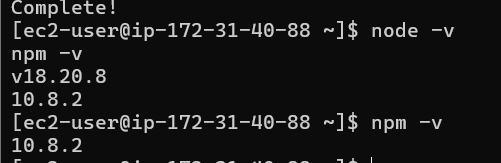 Complete!
[ec2-user@ip-172-31-40-88 ~]$ node -v
npm -v
v18.20.8
10.8.2
[ec2-user@ip-172-31-40-88 ~]$ npm -v
10.8.2